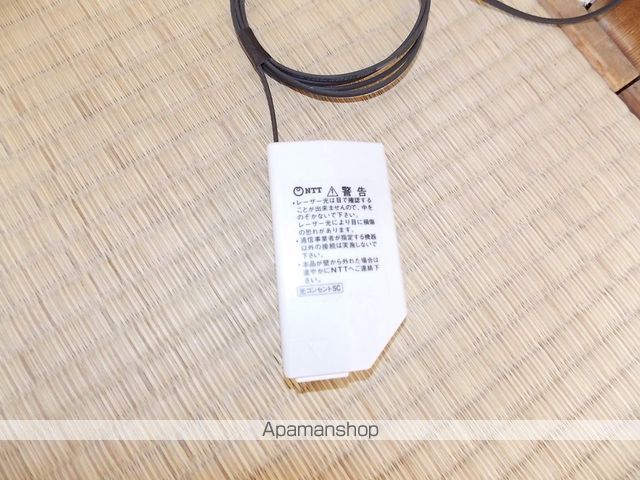 NTT ⚠ 警告
・レーザー光は目で確認する
ことが出来ませんので、中を
のぞかないで下さい。
レーザー光により目に損傷
の恐れがあります。
・通信事業者が指定する機器
以外の接続は実施しないで
下さい。
・本品が壁から外れた場合は
速やかにNTTへご連絡下
さい。
光コンセントSC
Apamanshop